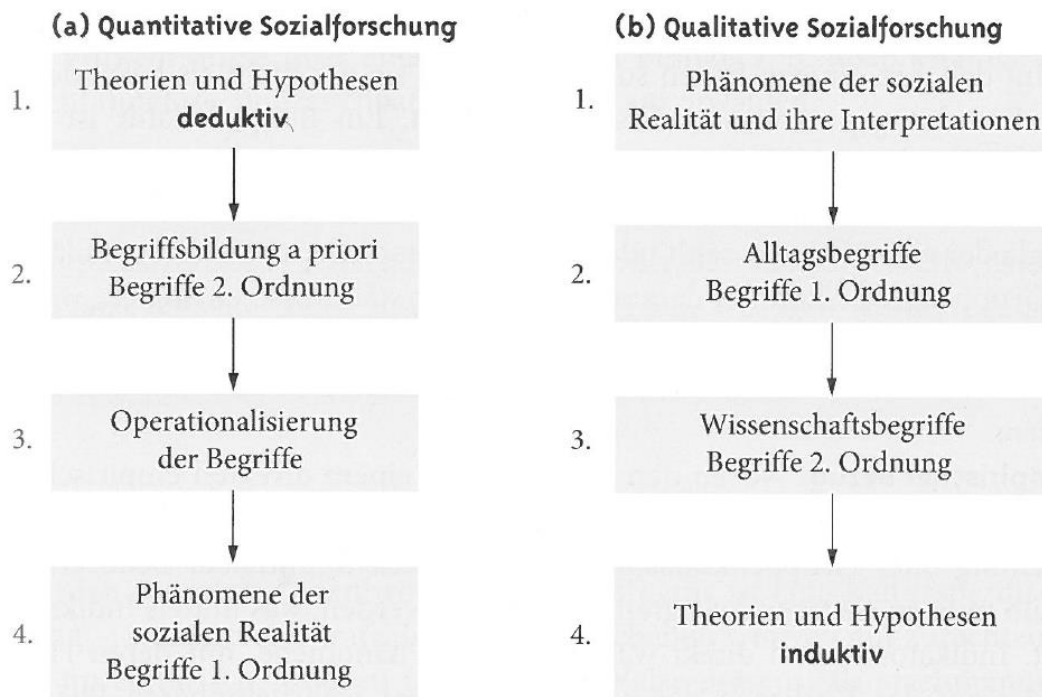 (a) Quantitative Sozialforschung
1.
Theorien und Hypothesen
deduktiv
2.
Begriffsbildung a priori
Begriffe 2. Ordnung
3.
Operationalisierung
der Begriffe
4.
Phänomene der
sozialen Realität
Begriffe 1. Ordnung
(b) Qualitative Sozialforschung
1.
Phänomene der sozialen
Realität und ihre Interpretationen
2.
Alltagsbegriffe
Begriffe 1. Ordnung
3.
Wissenschaftsbegriffe
Begriffe 2. Ordnung
4.
Theorien und Hypothesen
induktiv